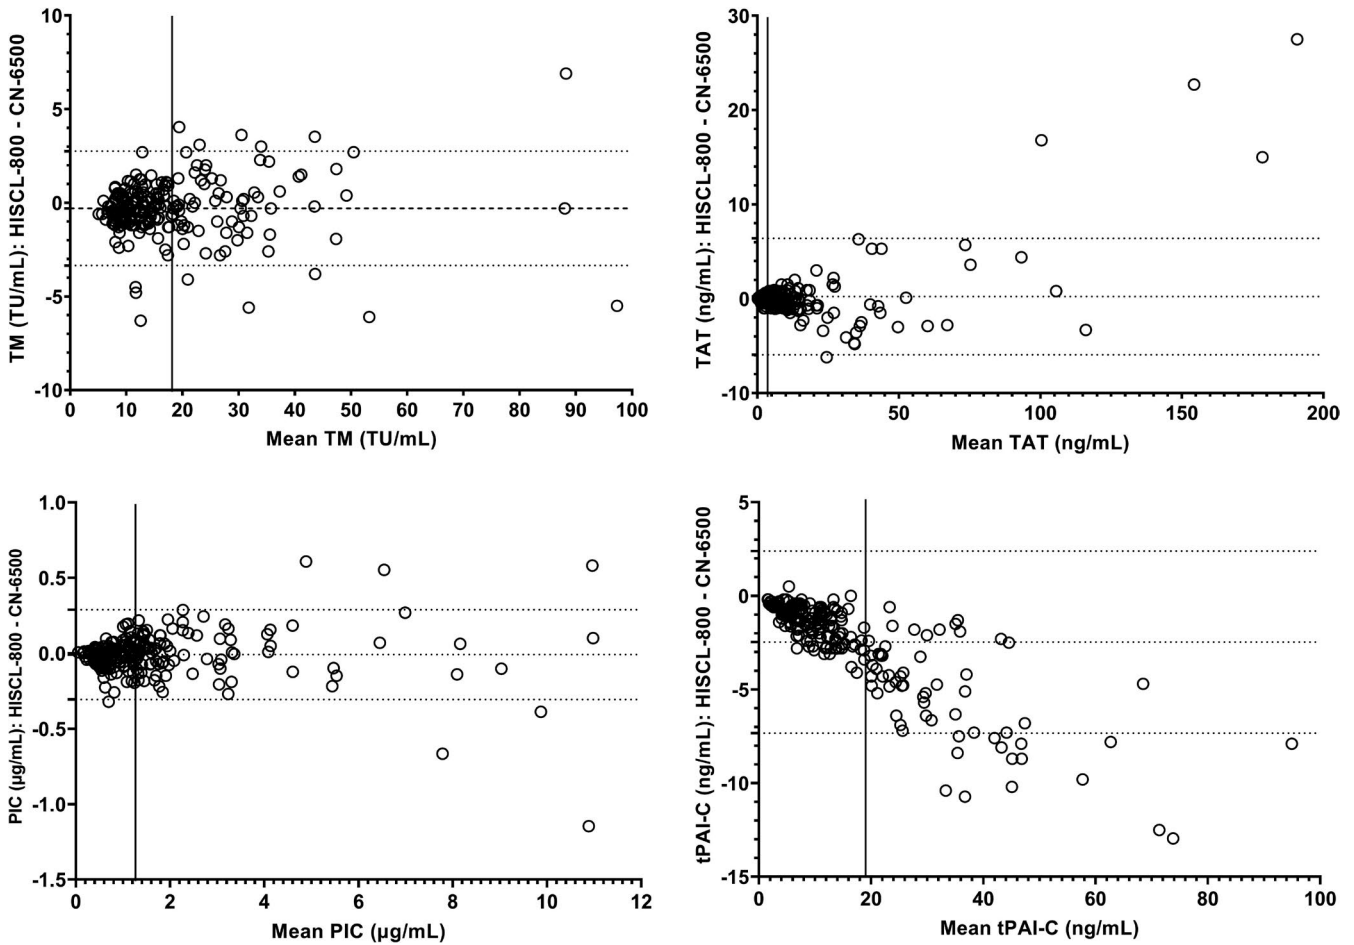 TM (TU/mL): HISCL-800 - CN-6500
10
5
0
-5
-10
0 10 20 30 40 50 60 70 80 90 100
Mean TM (TU/mL)
TAT (ng/mL): HISCL-800 - CN-6500
30
20
10
0
-10
0 50 100 150 200
Mean TAT (ng/mL)
PIC (µg/mL): HISCL-800 - CN-6500
1.0
0.5
0.0
-0.5
-1.0
-1.5
0 2 4 6 8 10 12
Mean PIC (µg/mL)
tPAI-C (ng/mL): HISCL-800 - CN-6500
5
0
-5
-10
-15
0 20 40 60 80 100
Mean tPAI-C (ng/mL)